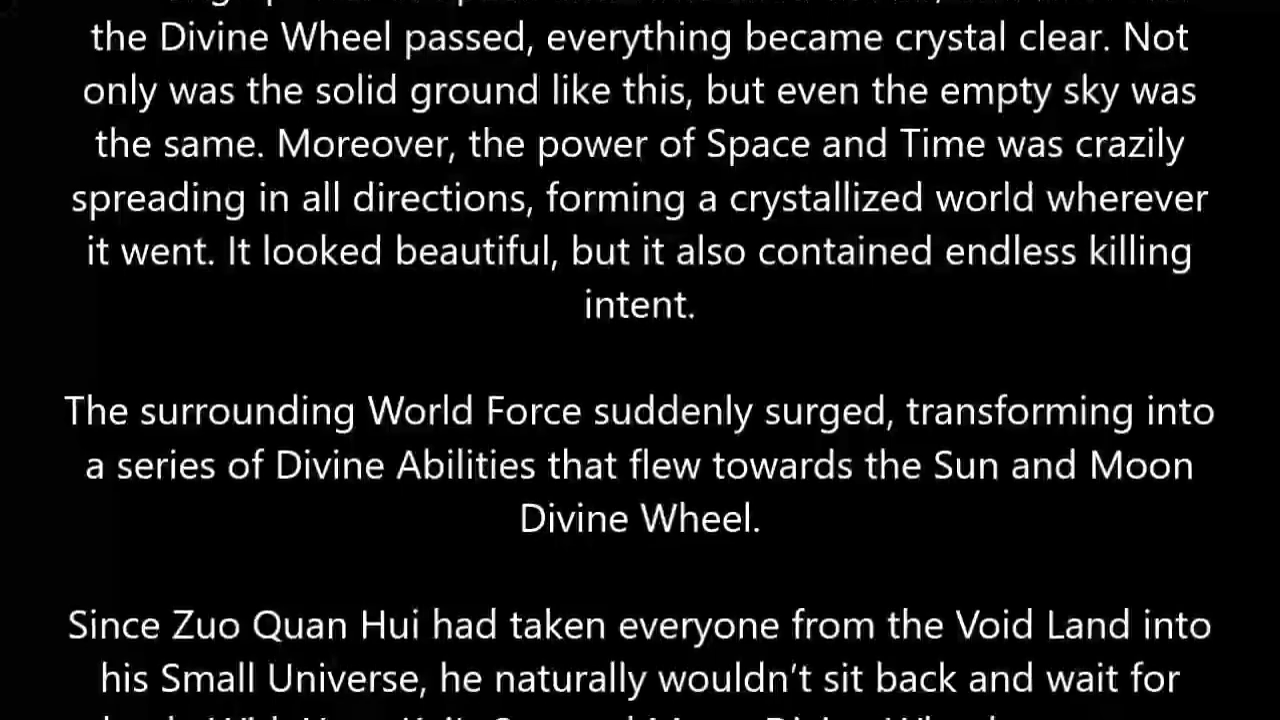 the Divine Wheel passed, everything became crystal clear. Not
only was the solid ground like this, but even the empty sky was
the same. Moreover, the power of Space and Time was crazily
spreading in all directions, forming a crystallized world wherever
it went. It looked beautiful, but it also contained endless killing
intent.
The surrounding World Force suddenly surged, transforming into
a series of Divine Abilities that flew towards the Sun and Moon
Divine Wheel.
Since Zuo Quan Hui had taken everyone from the Void Land into
his Small Universe, he naturally wouldn’t sit back and wait for